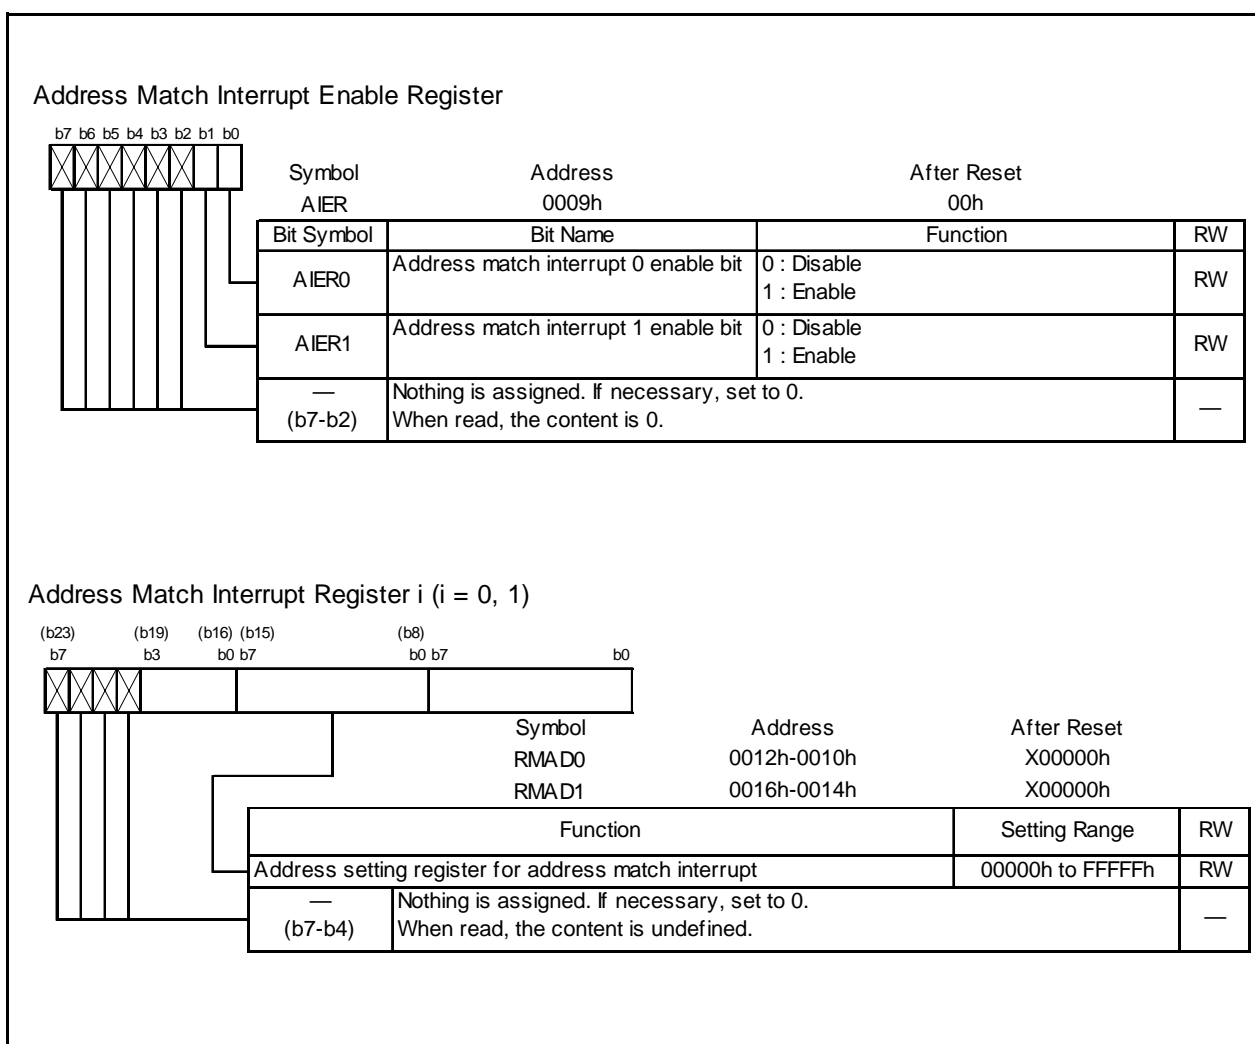 Address Match Interrupt Enable Register
b7 b6 b5 b4 b3 b2 b1 b0
Symbol Address After Reset
AIER 0009h 00h
Bit Symbol Bit Name Function RW
AIER0 Address match interrupt 0 enable bit 0 : Disable RW
1 : Enable
AIER1 Address match interrupt 1 enable bit 0 : Disable RW
1 : Enable
— Nothing is assigned. If necessary, set to 0. —
(b7-b2) When read, the content is 0.
Address Match Interrupt Register i (i = 0, 1)
(b23) (b19) (b16) (b15) (b8)
b7 b3 b0 b7 b0 b7 b0
Symbol Address After Reset
RMAD0 0012h-0010h X00000h
RMAD1 0016h-0014h X00000h
Function Setting Range RW
Address setting register for address match interrupt 00000h to FFFFFh RW
— Nothing is assigned. If necessary, set to 0. —
(b7-b4) When read, the content is undefined.